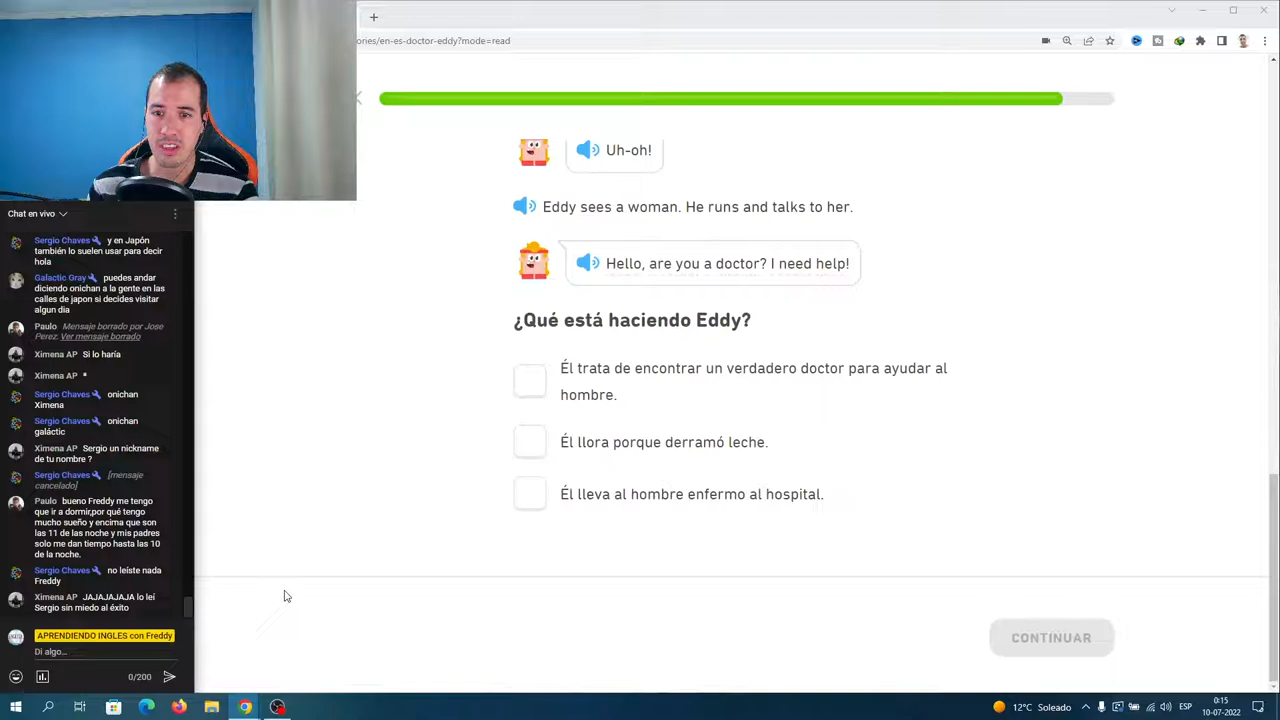 ories/en-es-doctor-eddy?mode=read
Uh-oh!
Eddy sees a woman. He runs and talks to her.
Hello, are you a doctor? I need help!
¿Qué está haciendo Eddy?
Él trata de encontrar un verdadero doctor para ayudar al
hombre.
Él llora porque derramó leche.
Él lleva al hombre enfermo al hospital.
CONTINUAR
Chat en vivo
Sergio Chaves y en Japón
también lo suelen usar para decir
hola
Galactic Gray puedes andar
diciendo onichan a la gente en las
calles de japon si decides visitar
algun dia
Paulo Mensaje borrado por Jose
Perez. Ver mensaje borrado
Ximena AP Si lo haría
Ximena AP *
Sergio Chaves onichan
Ximena
Sergio Chaves onichan
galáctic
Ximena AP Sergio un nickname
de tu nombre ?
Sergio Chaves [mensaje
cancelado]
Paulo bueno Freddy me tengo
que ir a dormir,por qué tengo
mucho sueño y encima que son
las 11 de las noche y mis padres
solo me dan tiempo hasta las 10
de la noche.
Sergio Chaves no leíste nada
Freddy
Ximena AP JAJAJAJAJA lo leí
Sergio sin miedo al éxito
APRENDIENDO INGLES con Freddy
Di algo...
0/200
12°C Soleado
ESP
0:15
10-07-2022